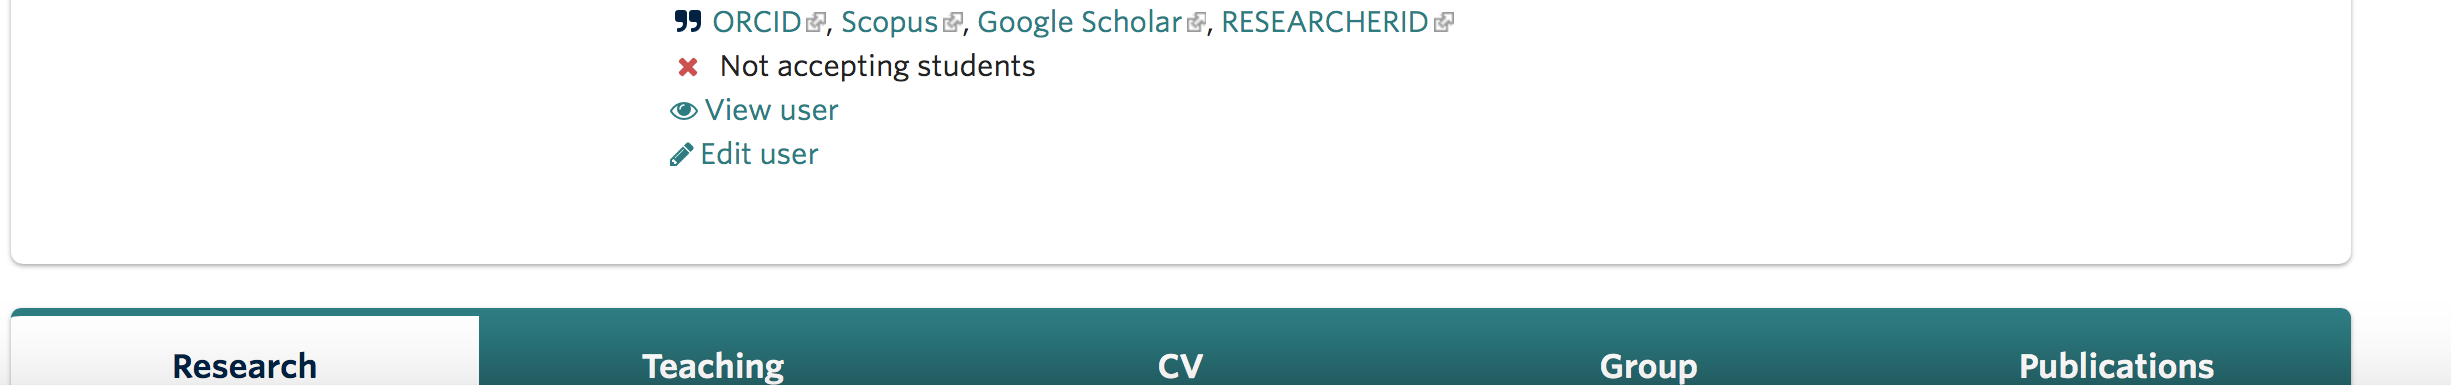 ORCID, Scopus, Google Scholar, RESEARCHERID
Not accepting students
View user
Edit user
Research Teaching CV Group Publications